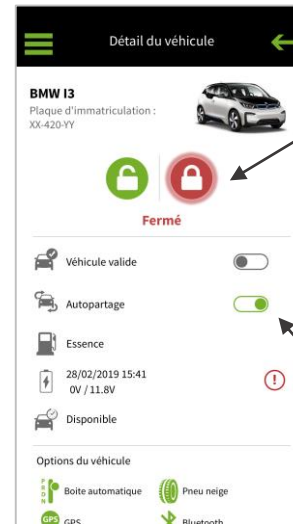 Détail du véhicule
BMW I3
Plaque d'immatriculation :
XX-420-YY
Fermé
Véhicule valide
Autopartage
Essence
28/02/2019 15:41
0V / 11.8V
Disponible
Options du véhicule
P R D N Boite automatique Pneu neige
GPS GPS Bluetooth